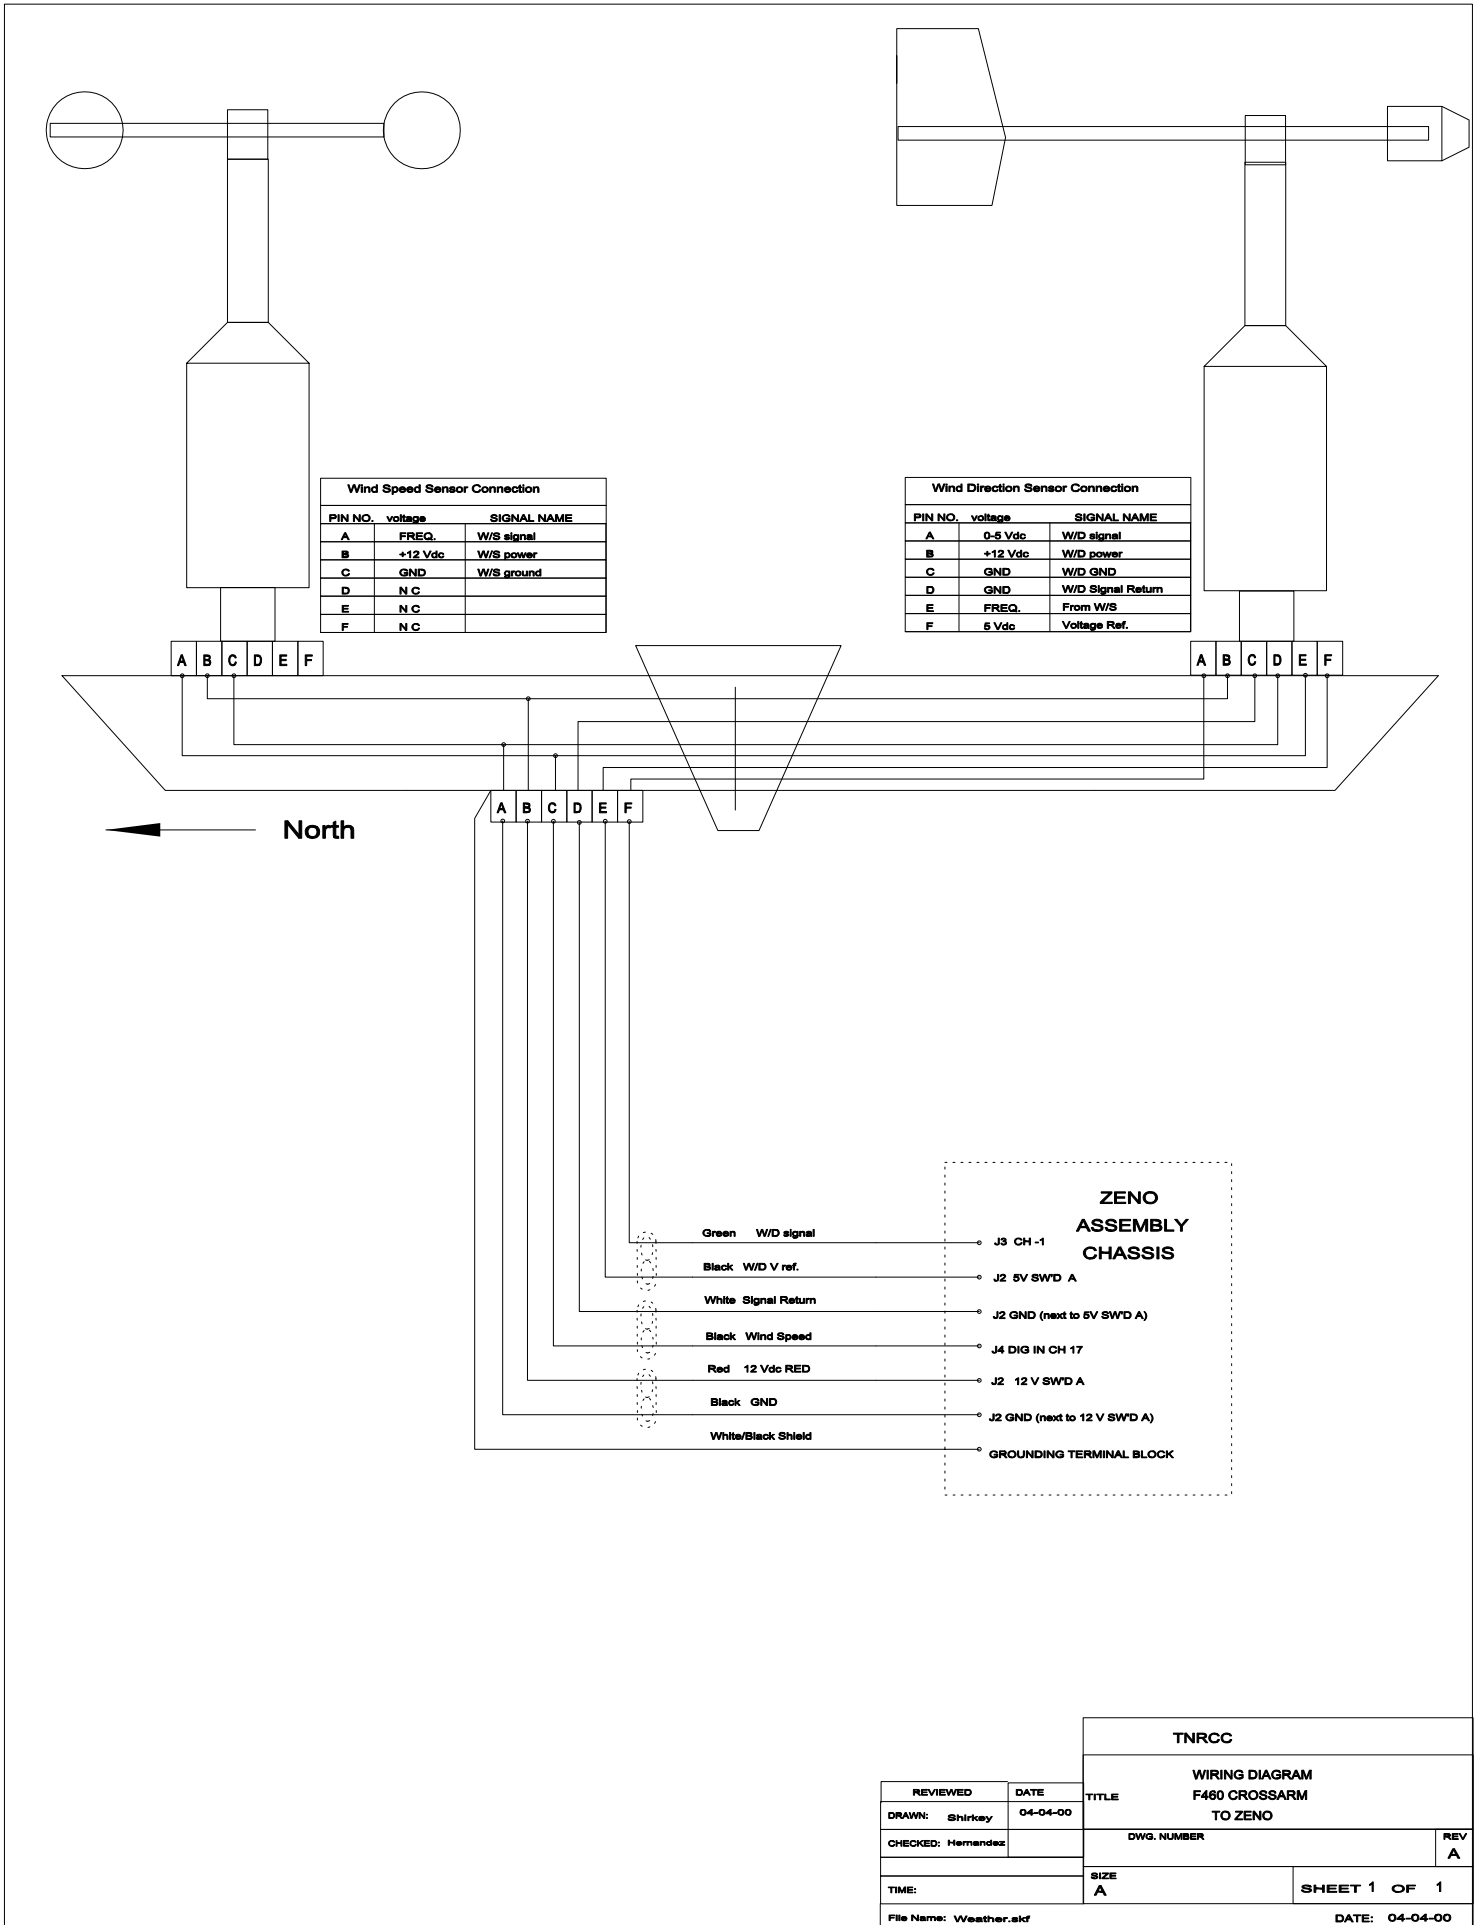 Wind Speed Sensor Connection
PIN NO. voltage SIGNAL NAME
A FREQ. W/S signal
B +12 Vdc W/S power
C GND W/S ground
D N C
E N C
F N C
Wind Direction Sensor Connection
PIN NO. voltage SIGNAL NAME
A 0-5 Vdc W/D signal
B +12 Vdc W/D power
C GND W/D GND
D GND W/D Signal Return
E FREQ. From W/S
F 5 Vdc Voltage Ref.
A B C D E F
A B C D E F
A B C D E F
North
ZENO
ASSEMBLY
CHASSIS
Green W/D signal J3 CH -1
Black W/D V ref. J2 5V SW'D A
White Signal Return J2 GND (next to 5V SW'D A)
Black Wind Speed J4 DIG IN CH 17
Red 12 Vdc RED J2 12 V SW'D A
Black GND J2 GND (next to 12 V SW'D A)
White/Black Shield GROUNDING TERMINAL BLOCK
TNRCC
TITLE
WIRING DIAGRAM
F460 CROSSARM
TO ZENO
REVIEWED DATE
DRAWN: Shirkey 04-04-00
CHECKED: Hernandez
TIME:
DWG. NUMBER
REV
A
SIZE
A
SHEET 1 OF 1
File Name: Weather.skf DATE: 04-04-00